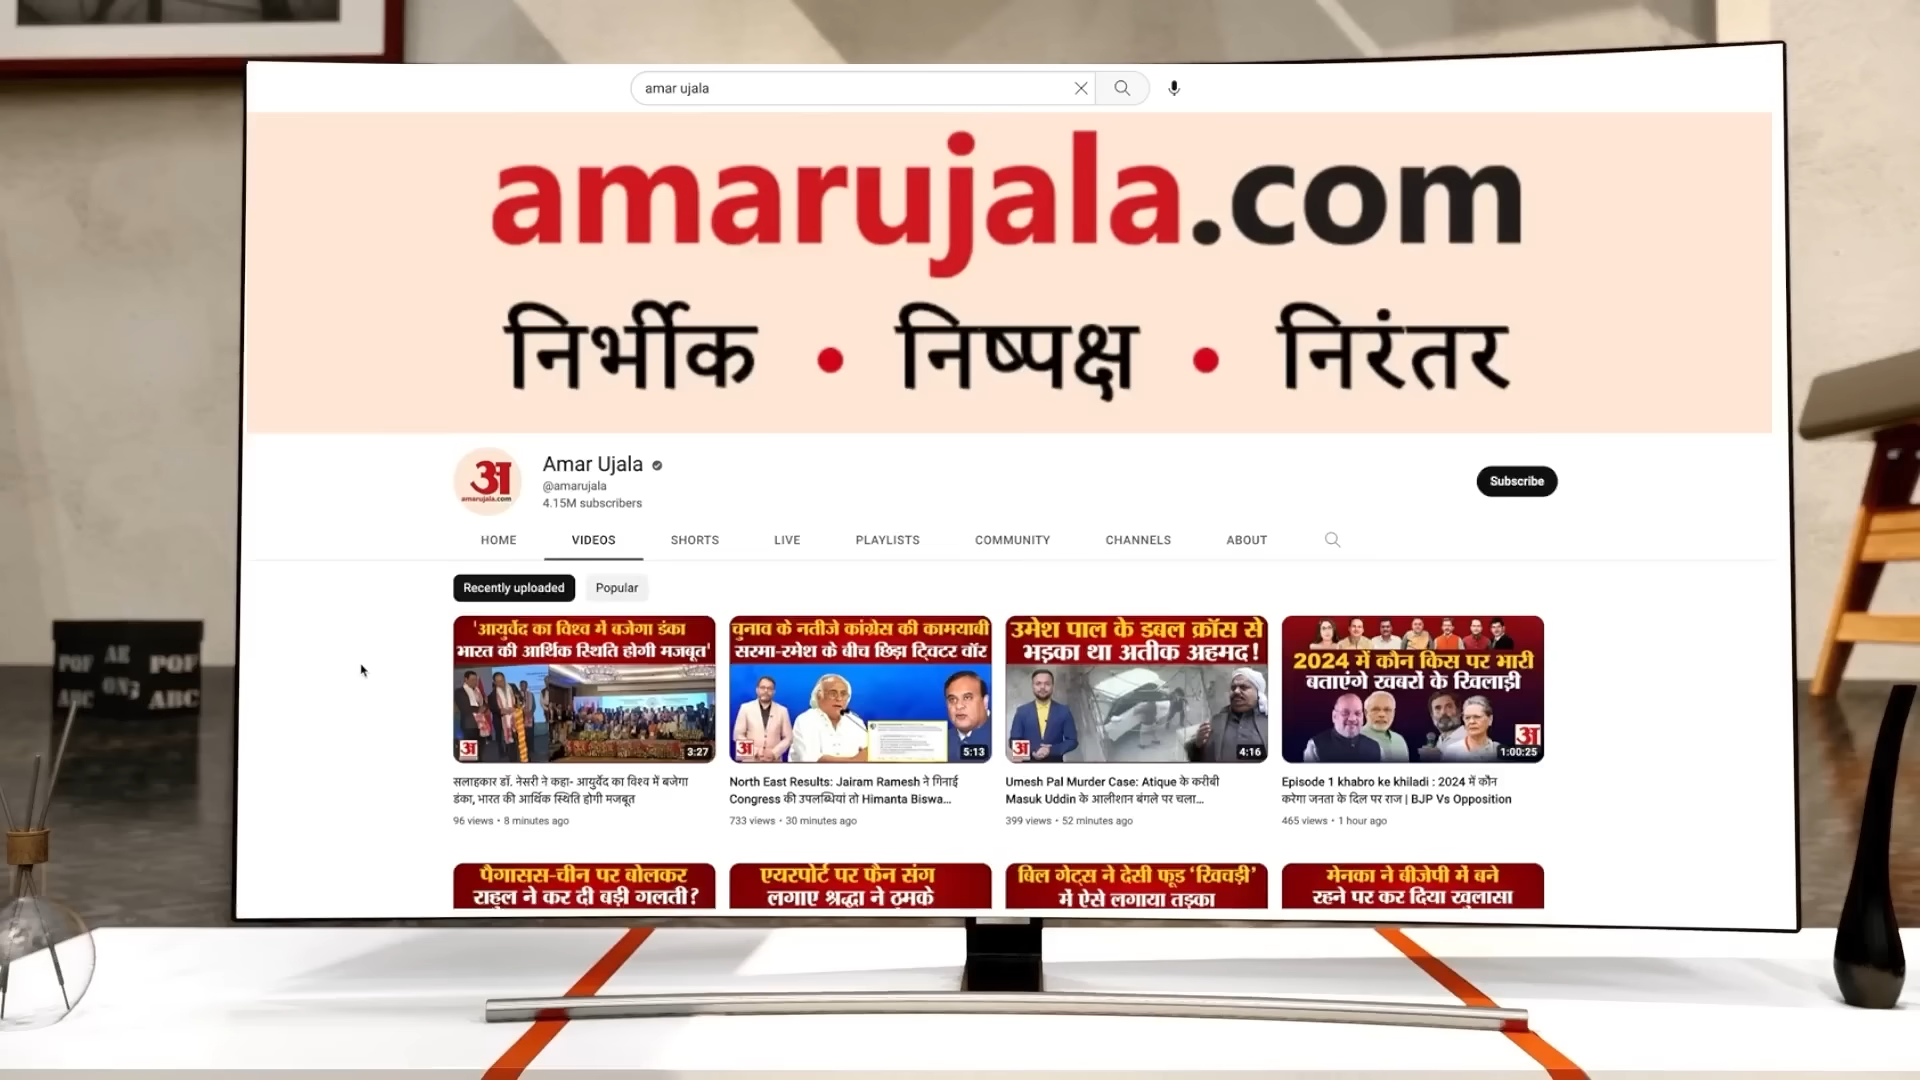 amar ujala
amarujala.com
निर्भीक • निष्पक्ष • निरंतर
अ
amarujala.com
Amar Ujala
@amarujala
4.15M subscribers
Subscribe
HOME VIDEOS SHORTS LIVE PLAYLISTS COMMUNITY CHANNELS ABOUT
Recently uploaded Popular
'आयुर्वेद का विश्व में बजेगा डंका
भारत की आर्थिक स्थिति होगी मजबूत'
अ
3:27
सलाहकार डॉ. नेसरी ने कहा- आयुर्वेद का विश्व में बजेगा
डंका, भारत की आर्थिक स्थिति होगी मजबूत
96 views • 8 minutes ago
चुनाव के नतीजे कांग्रेस की कामयाबी
सरमा-रमेश के बीच छिड़ा ट्विटर वॉर
अ
5:13
North East Results: Jairam Ramesh ने गिनाई
Congress की उपलब्धियां तो Himanta Biswa...
733 views • 30 minutes ago
उमेश पाल के डबल क्रॉस से
भड़का था अतीक अहमद!
अ
4:16
Umesh Pal Murder Case: Atique के करीबी
Masuk Uddin के आलीशान बंगले पर चला...
399 views • 52 minutes ago
2024 में कौन किस पर भारी
बताएंगे खबरों के खिलाड़ी
अ
1:00:25
Episode 1 khabro ke khiladi : 2024 में कौन
करेगा जनता के दिल पर राज | BJP Vs Opposition
465 views • 1 hour ago
पैगासस-चीन पर बोलकर
राहुल ने कर दी बड़ी गलती?
एयरपोर्ट पर फैन संग
लगाए श्रद्धा ने ठुमके
बिल गेट्स ने देसी फूड 'खिचड़ी'
में ऐसे लगाया तड़का
मेनका ने बीजेपी में बने
रहने पर कर दिया खुलासा